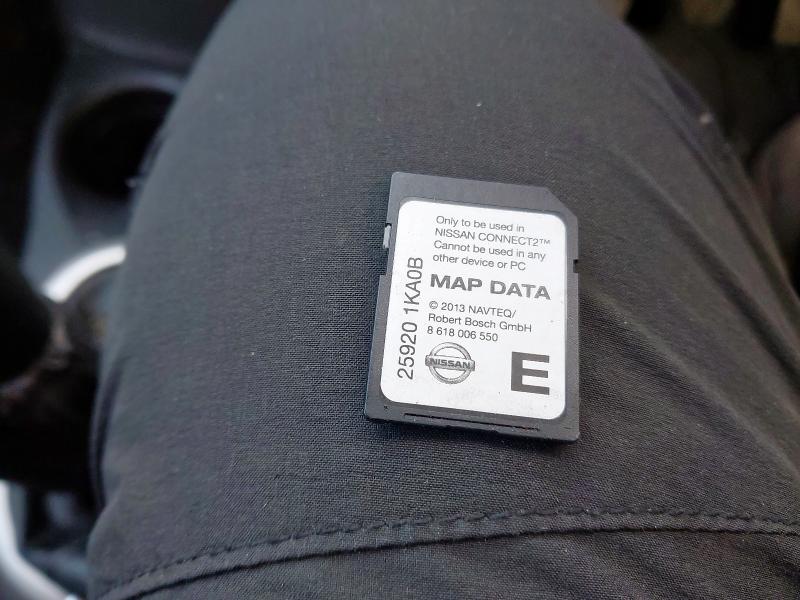 Only to be used in
NISSAN CONNECT2™
Cannot be used in any
other device or PC
MAP DATA
© 2013 NAVTEQ/
Robert Bosch GmbH
8 618 006 550
25920 1KA0B
NISSAN
E